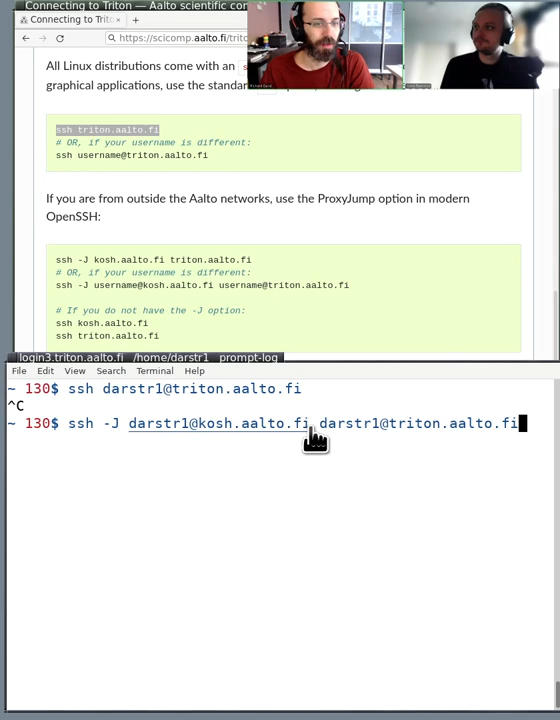 Connecting to Triton — Aalto scientific com
Connecting to Trito ×
https://scicomp.aalto.fi/trito
All Linux distributions come with an
graphical applications, use the standar
ssh triton.aalto.fi
# OR, if your username is different:
ssh username@triton.aalto.fi
If you are from outside the Aalto networks, use the ProxyJump option in modern
OpenSSH:
ssh -J kosh.aalto.fi triton.aalto.fi
# OR, if your username is different:
ssh -J username@kosh.aalto.fi username@triton.aalto.fi
# If you do not have the -J option:
ssh kosh.aalto.fi
ssh triton.aalto.fi
login3.triton.aalto.fi /home/darstr1 prompt-log
File Edit View Search Terminal Help
~ 130$ ssh darstr1@triton.aalto.fi
^C
~ 130$ ssh -J darstr1@kosh.aalto.fi darstr1@triton.aalto.fi